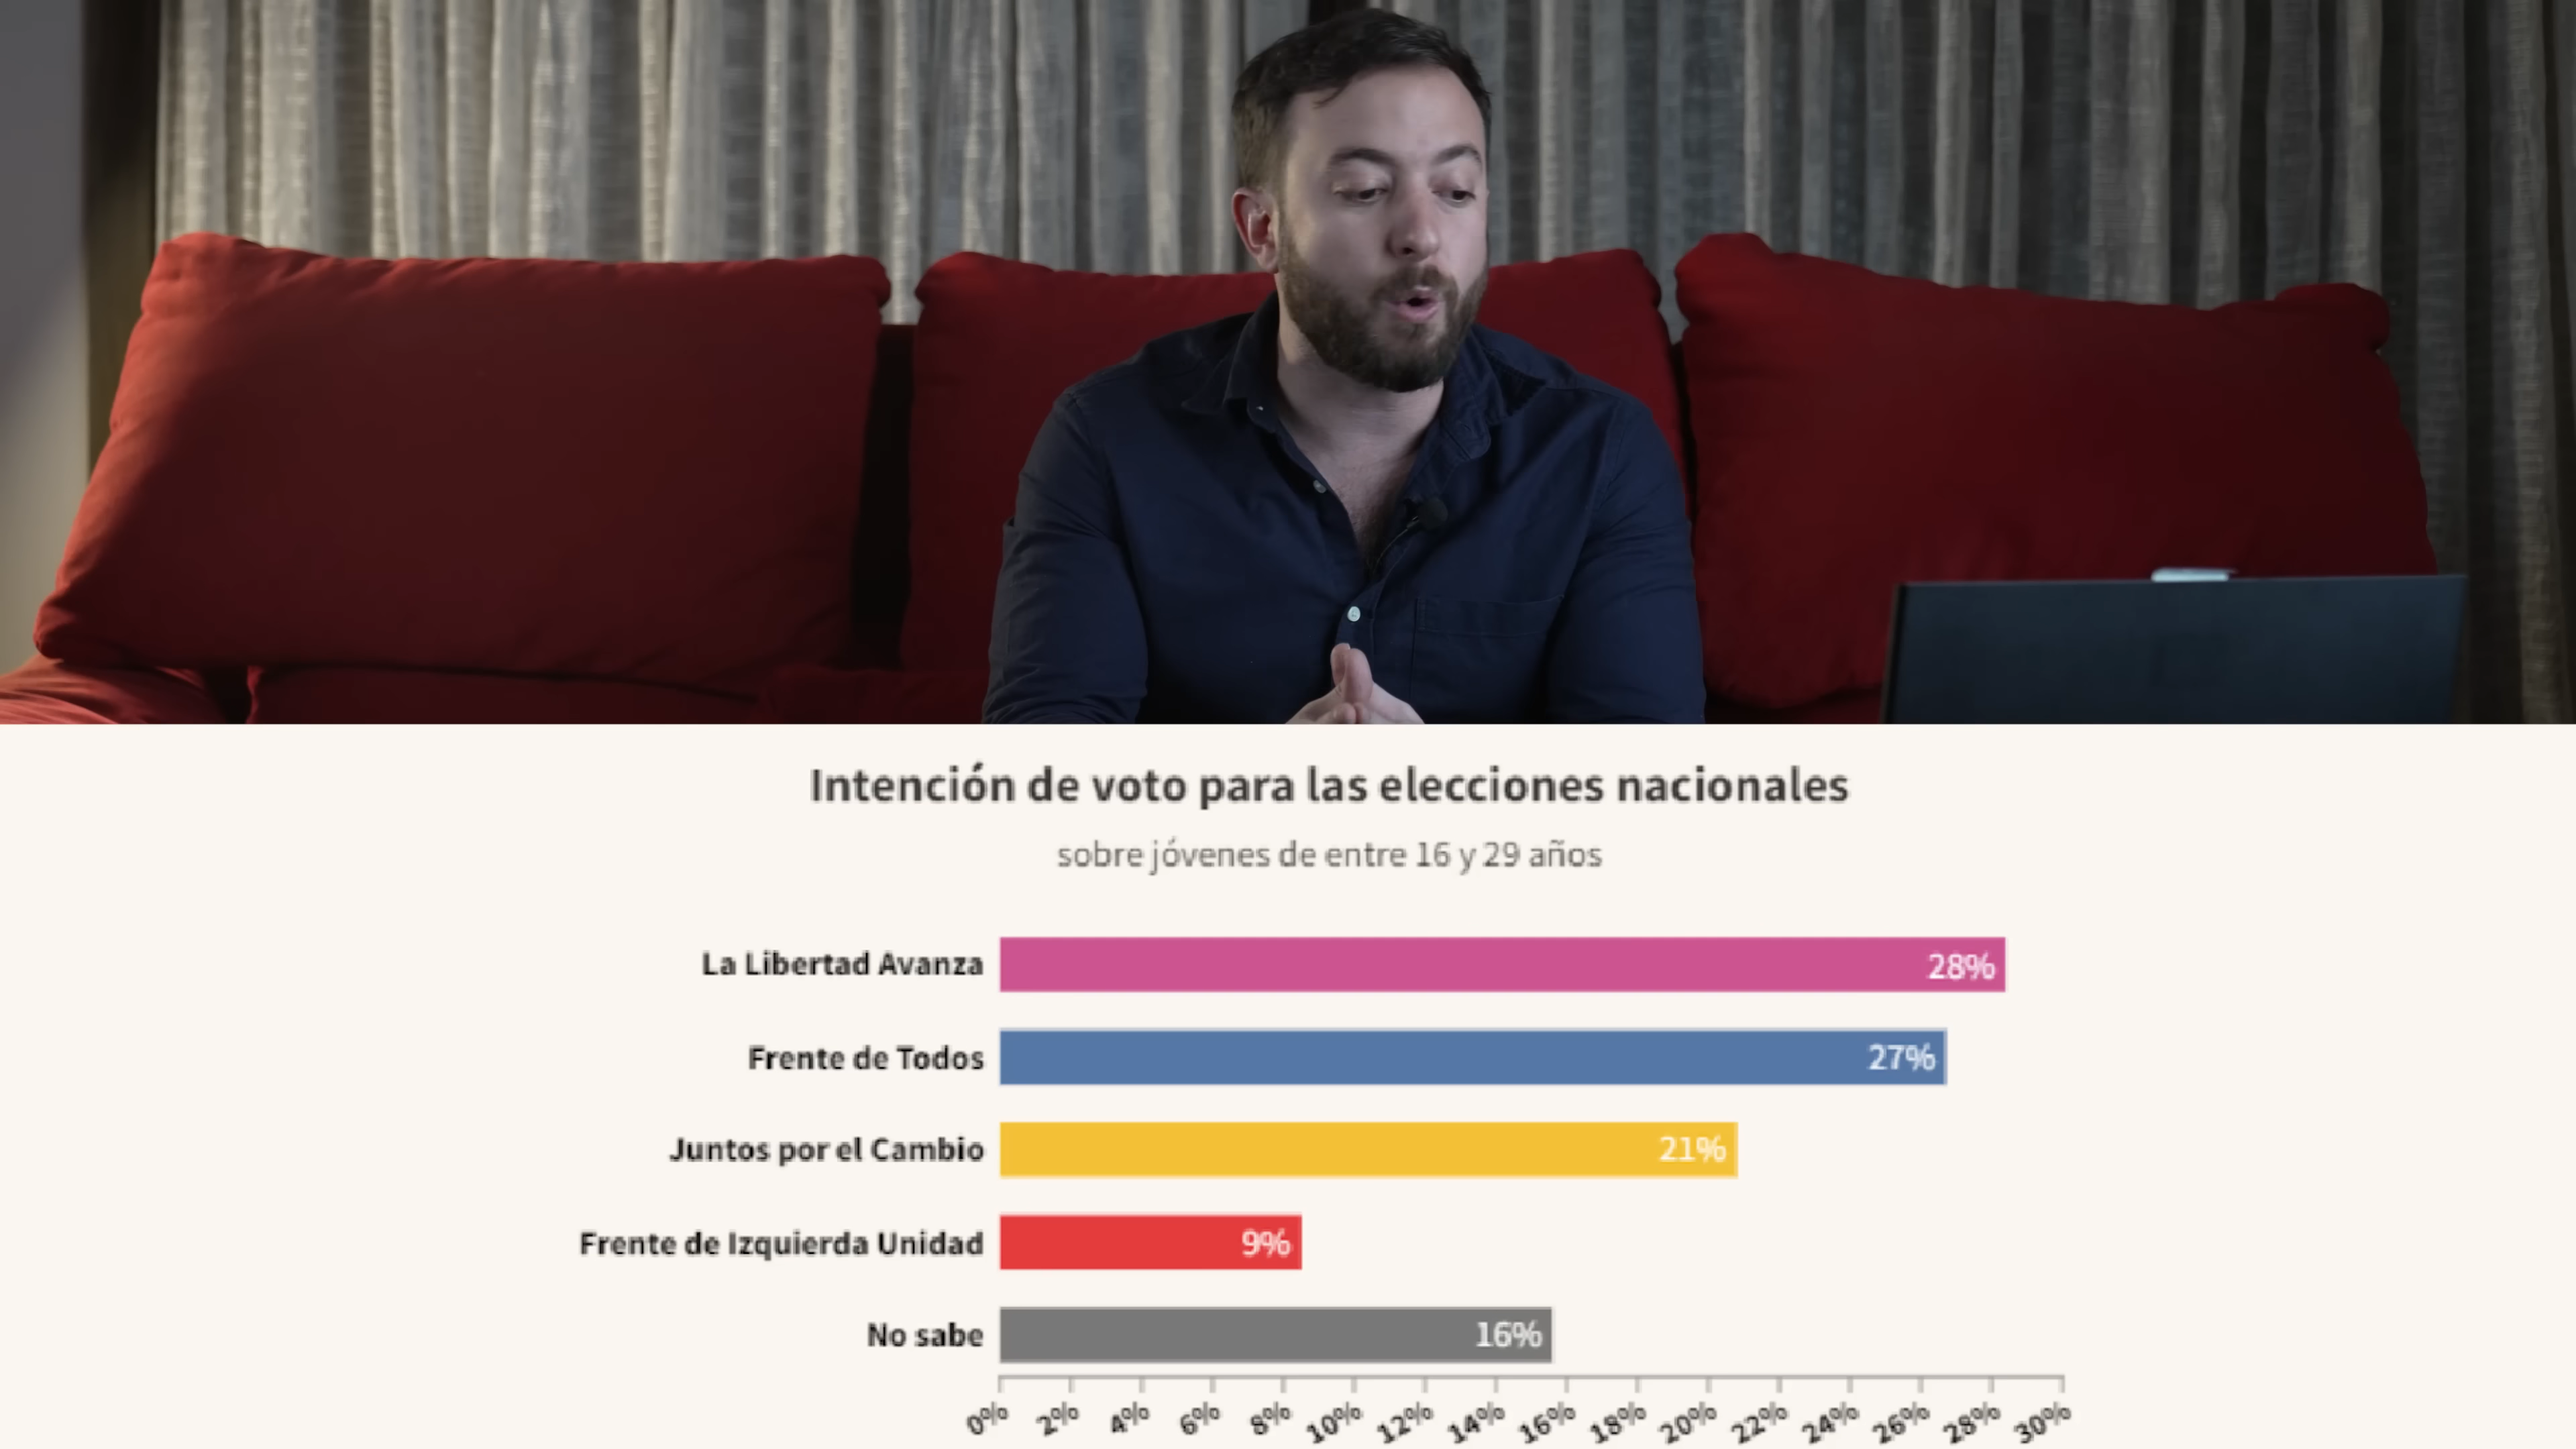 Intención de voto para las elecciones nacionales
sobre jóvenes de entre 16 y 29 años
La Libertad Avanza 28%
Frente de Todos 27%
Juntos por el Cambio 21%
Frente de Izquierda Unidad 9%
No sabe 16%
0% 2% 4% 6% 8% 10% 12% 14% 16% 18% 20% 22% 24% 26% 28% 30%